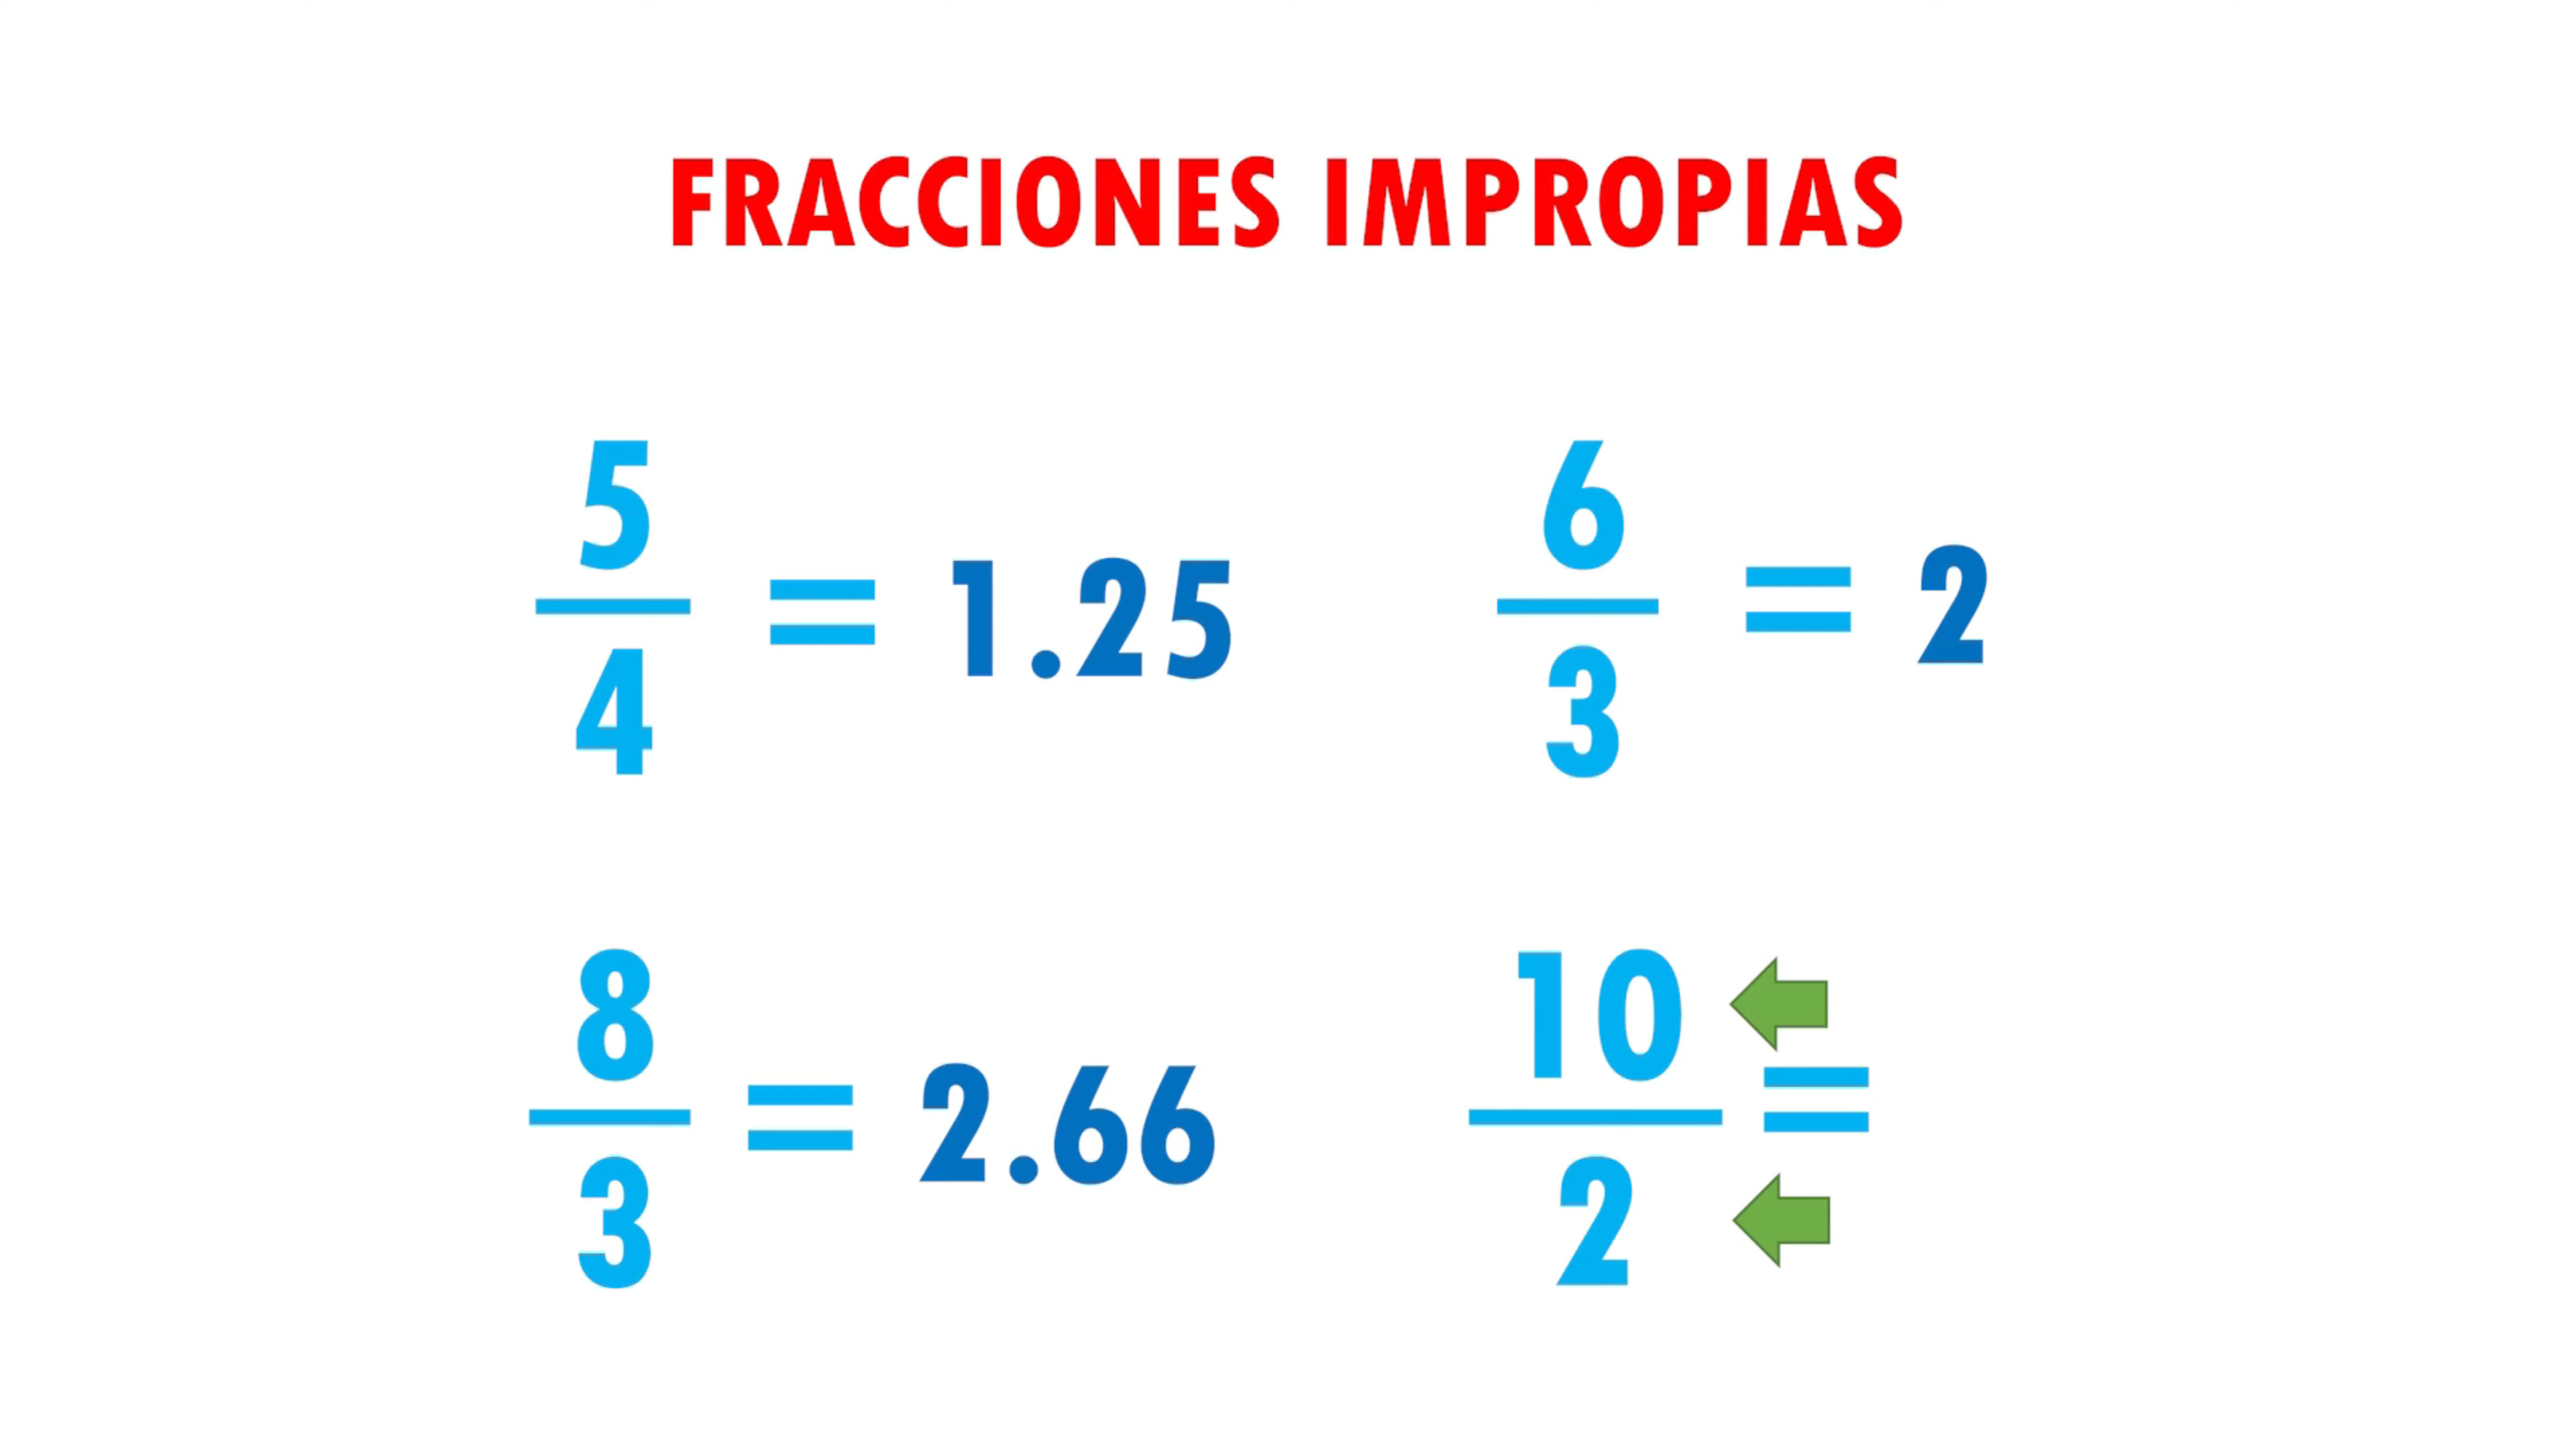 FRACCIONES IMPROPIAS
5/4 = 1.25
6/3 = 2
8/3 = 2.66
10/2 =